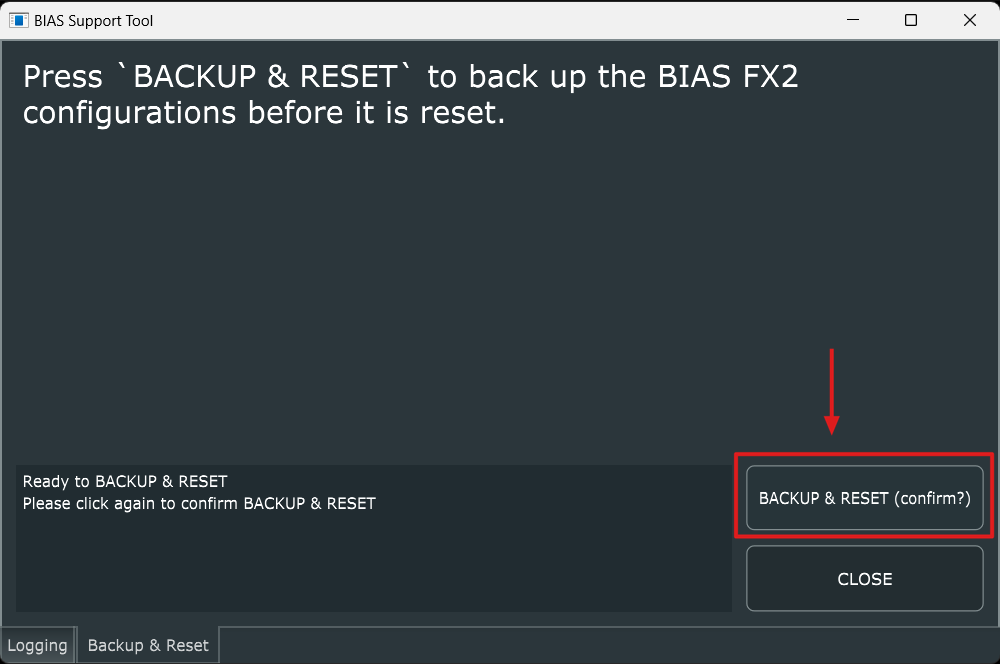 BIAS Support Tool
Press `BACKUP & RESET` to back up the BIAS FX2
configurations before it is reset.
Ready to BACKUP & RESET
Please click again to confirm BACKUP & RESET
BACKUP & RESET (confirm?)
CLOSE
Logging
Backup & Reset